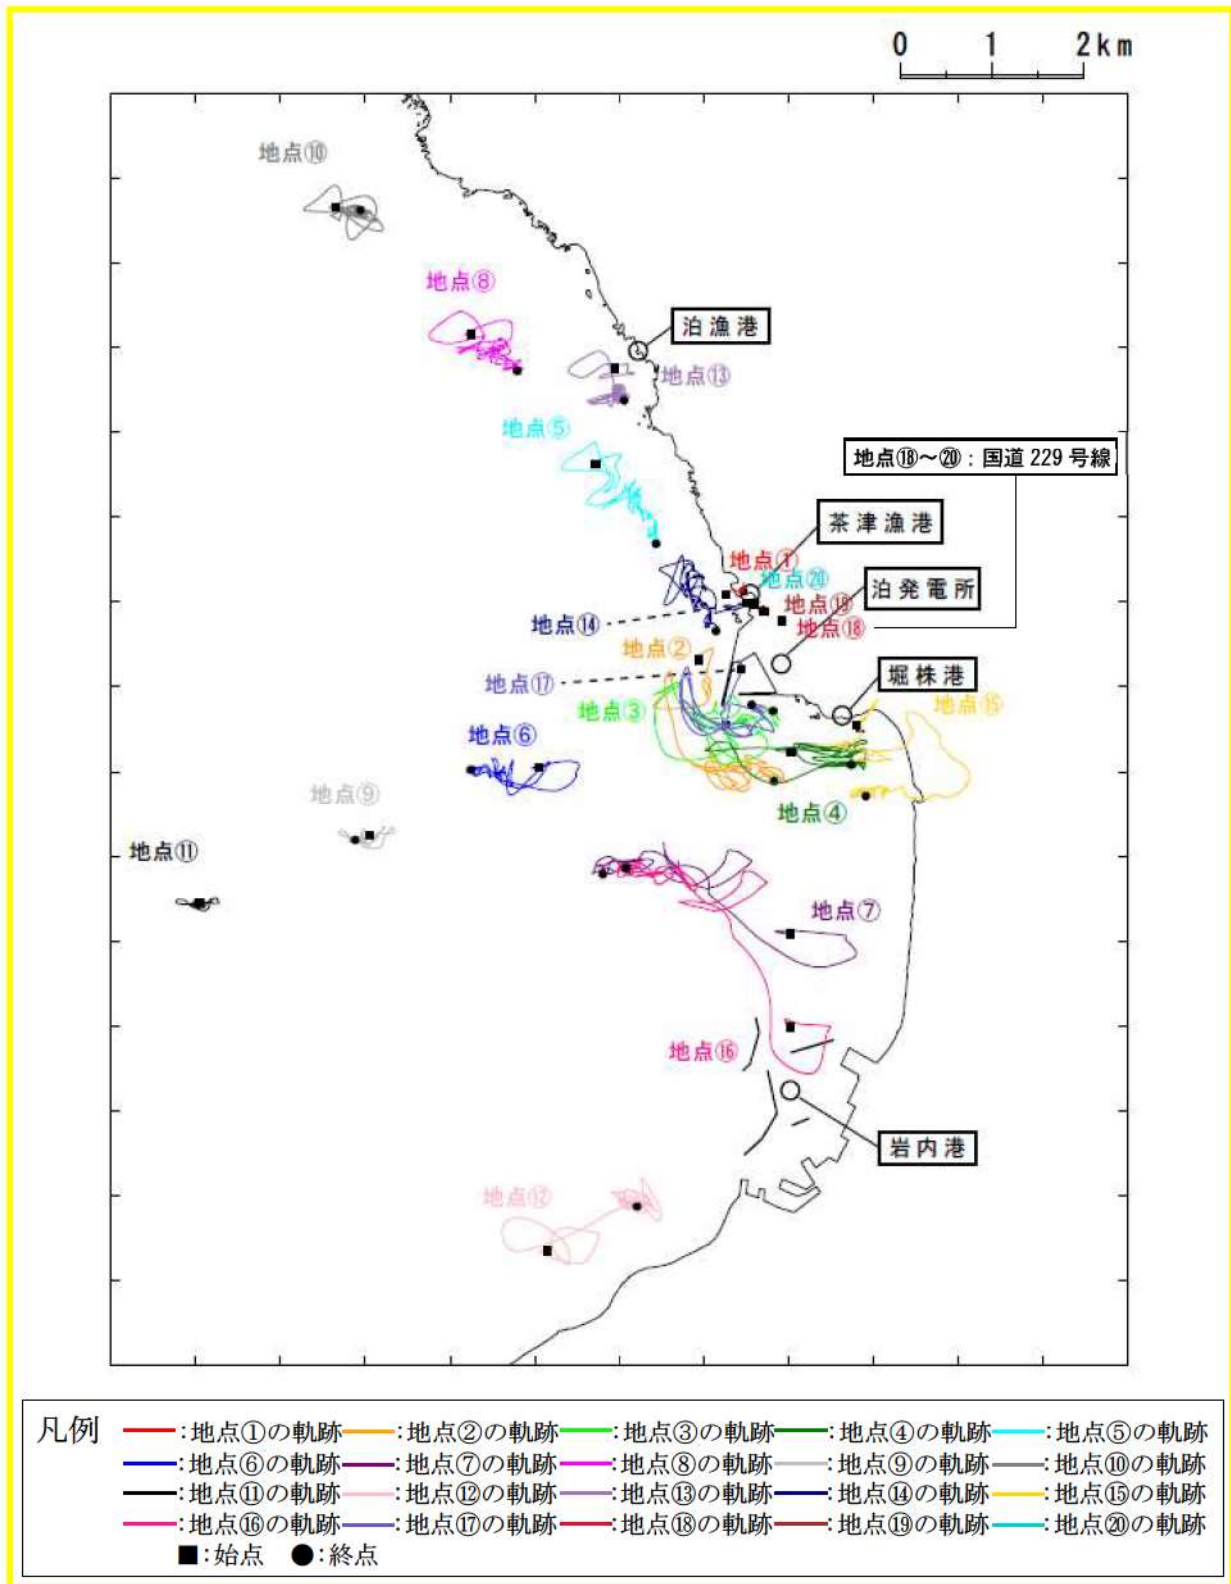 0 1 2km
地点⑩
地点⑧
泊漁港
地点⑬
地点⑤
地点⑱～⑳：国道229号線
茶津漁港
地点①
地点⑳
泊発電所
地点⑲
地点⑭
地点⑱
地点②
堀株港
地点⑰
地点⑮
地点③
地点⑥
地点⑨
地点④
地点⑪
地点⑦
地点⑯
岩内港
地点⑫
凡例 :地点①の軌跡 :地点②の軌跡 :地点③の軌跡 :地点④の軌跡 :地点⑤の軌跡
:地点⑥の軌跡 :地点⑦の軌跡 :地点⑧の軌跡 :地点⑨の軌跡 :地点⑩の軌跡
:地点⑪の軌跡 :地点⑫の軌跡 :地点⑬の軌跡 :地点⑭の軌跡 :地点⑮の軌跡
:地点⑯の軌跡 :地点⑰の軌跡 :地点⑱の軌跡 :地点⑲の軌跡 :地点⑳の軌跡
■:始点 ●:終点